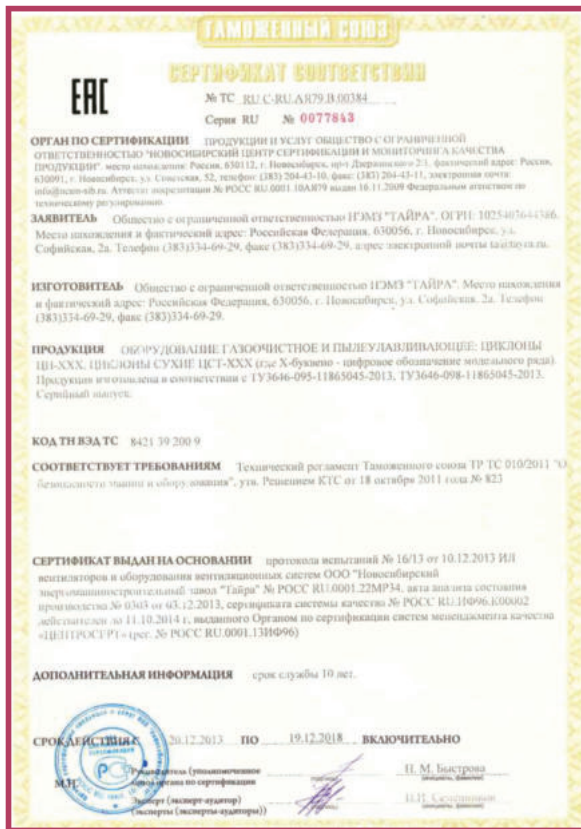 ТАМОЖЕННЫЙ СОЮЗ
СЕРТИФИКАТ СООТВЕТСТВИЯ
ЕАС
№ ТС RU C-RU.АЯ79.В.00384
Серия RU № 0077843
ОРГАН ПО СЕРТИФИКАЦИИ ПРОДУКЦИИ И УСЛУГ ОБЩЕСТВО С ОГРАНИЧЕННОЙ
ОТВЕТСТВЕННОСТЬЮ "НОВОСИБИРСКИЙ ЦЕНТР СЕРТИФИКАЦИИ И МОНИТОРИНГА КАЧЕСТВА
ПРОДУКЦИИ". место нахождения: Россия, 630112, г. Новосибирск, пр-т Дзержинского 2/1, фактический адрес: Россия,
630091, г. Новосибирск, ул. Советская, 52, телефон: (383) 204-43-10, факс: (383) 204-43-11, электронная почта:
Аттестат аккредитации № РОСС RU.0001.10АЯ79 выдан 16.11.2009 Федеральным агентством по
техническому регулированию.
ЗАЯВИТЕЛЬ Общество с ограниченной ответственностью НЭМЗ "ТАЙРА". ОГРН: 1025403644386.
Место нахождения и фактический адрес: Российская Федерация, 630056, г. Новосибирск, ул.
Софийская, 2а. Телефон (383)334-69-29, факс (383)334-69-29, адрес электронной почты
ИЗГОТОВИТЕЛЬ Общество с ограниченной ответственностью НЭМЗ "ТАЙРА". Место нахождения
и фактический адрес: Российская Федерация, 630056, г. Новосибирск, ул. Софийская, 2а. Телефон
(383)334-69-29, факс (383)334-69-29.
ПРОДУКЦИЯ ОБОРУДОВАНИЕ ГАЗООЧИСТНОЕ И ПЫЛЕУЛАВЛИВАЮЩЕЕ: ЦИКЛОНЫ
ЦН-ХХХ, ЦИКЛОНЫ СУХИЕ ЦСТ-ХХХ (где Х-буквено - цифровое обозначение модельного ряда).
Продукция изготовлена в соответствии с ТУ3646-095-11865045-2013, ТУ3646-098-11865045-2013.
Серийный выпуск.
КОД ТН ВЭД ТС 8421 39 200 9
СООТВЕТСТВУЕТ ТРЕБОВАНИЯМ Технический регламент Таможенного союза ТР ТС 010/2011 "О
безопасности машин и оборудования", утв. Решением КТС от 18 октября 2011 года № 823
СЕРТИФИКАТ ВЫДАН НА ОСНОВАНИИ протокола испытаний № 16/13 от 10.12.2013 ИЛ
вентиляторов и оборудования вентиляционных систем ООО "Новосибирский
энергомашиностроительный завод "Тайра" № РОСС RU.0001.22МР34, акта анализа состояния
производства № 0303 от 03.12.2013, сертификата системы качества № РОСС RU.ИФ96.К00002
действителен до 11.10.2014 г., выданного Органом по сертификации систем менеджмента качества
«ЦЕНТРОСЕРТ» (рег. № РОСС RU.0001.13ИФ96)
ДОПОЛНИТЕЛЬНАЯ ИНФОРМАЦИЯ срок службы 10 лет.
СРОК ДЕЙСТВИЯ С 20.12.2013 ПО 19.12.2018 ВКЛЮЧИТЕЛЬНО
М.П.
Руководитель (уполномоченное
лицо) органа по сертификации
Н. М. Быстрова
Эксперт (эксперт-аудитор)
(эксперты (эксперты-аудиторы))